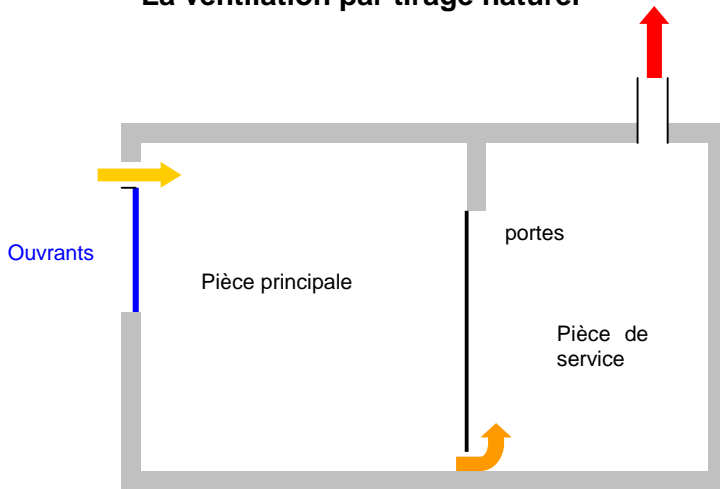 La ventilation par tirage naturel
portes
Ouvrants
Pièce principale
Pièce de
service